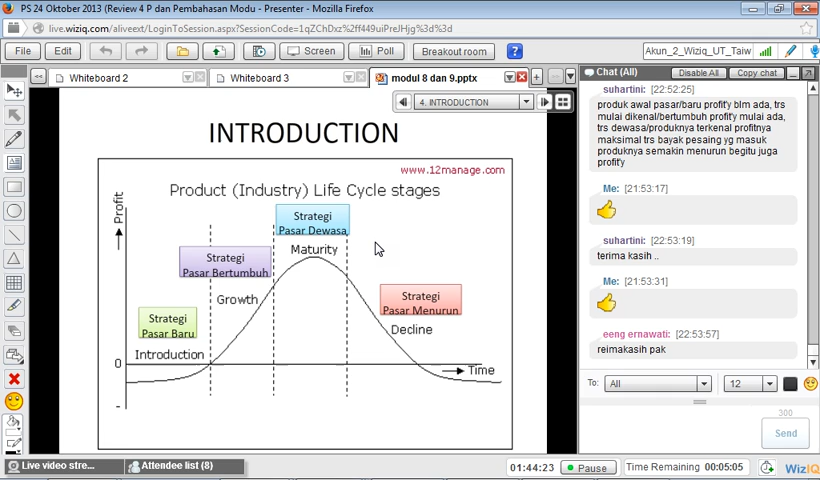 PS 24 Oktober 2013 (Review 4 P dan Pembahasan Modu - Presenter - Mozilla Firefox
www.wiziq.com/aliveext/LoginToSession.aspx?SessionCode=1qZChDxz%2ff449uiPreJHjg%3d%3d
File
Edit
Screen
Poll
Breakout room
?
Akun_2_Wiziq_UT_Taiw
Whiteboard 2
Whiteboard 3
modul 8 dan 9.pptx
4. INTRODUCTION
INTRODUCTION
www.12manage.com
Product (Industry) Life Cycle stages
Profit
Strategi
Pasar Dewasa
Maturity
Strategi
Pasar Bertumbuh
Growth
Strategi
Pasar Menurun
Decline
Strategi
Pasar Baru
Introduction
0
Time
-
Live video stre...
Attendee list (8)
Chat (All)
Disable All
Copy chat
suhartini: [22:52:25]
produk awal pasar/baru profit'y blm ada, trs
mulai dikenal/bertumbuh profit'y mulai ada,
trs dewasa/produknya terkenal profitnya
maksimal trs bayak pesaing yg masuk
produknya semakin menurun begitu juga
profit'y
Me: [21:53:17]
suhartini: [22:53:19]
terima kasih ..
Me: [21:53:31]
eeng ernawati: [22:53:57]
reimakasih pak
To:
All
12
300
Send
01:44:23
Pause
Time Remaining 00:05:05
WizIQ